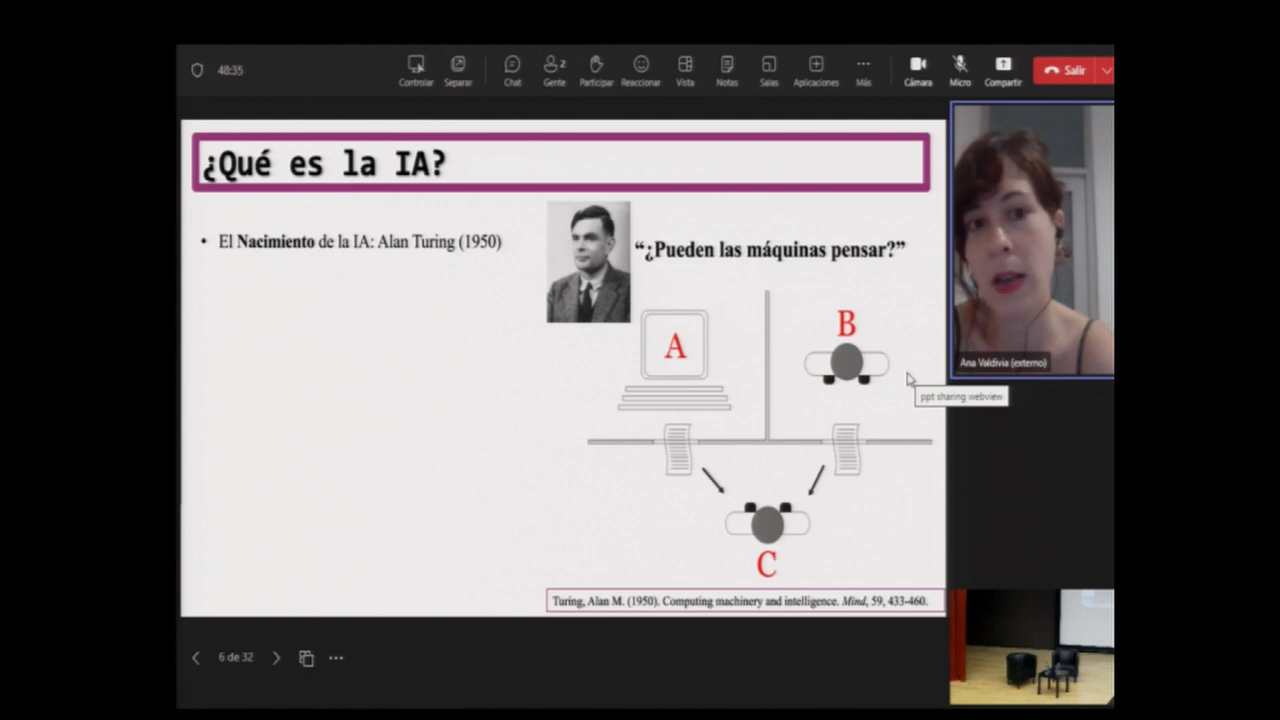 48:35
Controlar
Separar
Chat
2
Gente
Participar
Reaccionar
Vista
Notas
Salas
Aplicaciones
Más
Cámara
Micro
Compartir
Salir
¿Qué es la IA?
• El Nacimiento de la IA: Alan Turing (1950)
“¿Pueden las máquinas pensar?”
A
B
C
Turing, Alan M. (1950). Computing machinery and intelligence. Mind, 59, 433-460.
Ana Valdivia (externo)
ppt sharing webview
6 de 32